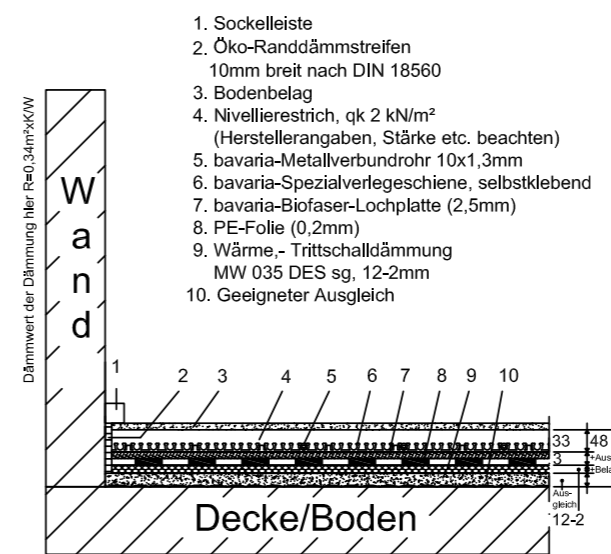 1. Sockelleiste
2. Öko-Randdämmstreifen
10mm breit nach DIN 18560
3. Bodenbelag
4. Nivellierestrich, qk 2 kN/m²
(Herstellerangaben, Stärke etc. beachten)
5. bavaria-Metallverbundrohr 10x1,3mm
6. bavaria-Spezialverlegeschiene, selbstklebend
7. bavaria-Biofaser-Lochplatte (2,5mm)
8. PE-Folie (0,2mm)
9. Wärme,- Trittschalldämmung
MW 035 DES sg, 12-2mm
10. Geeigneter Ausgleich
Dämmwert der Dämmung hier R=0,34m²xK/W
Wand
1 2 3 4 5 6 7 8 9 10
33 48
3 +Aus
+Bela
Aus-
gleich
12-2
Decke/Boden